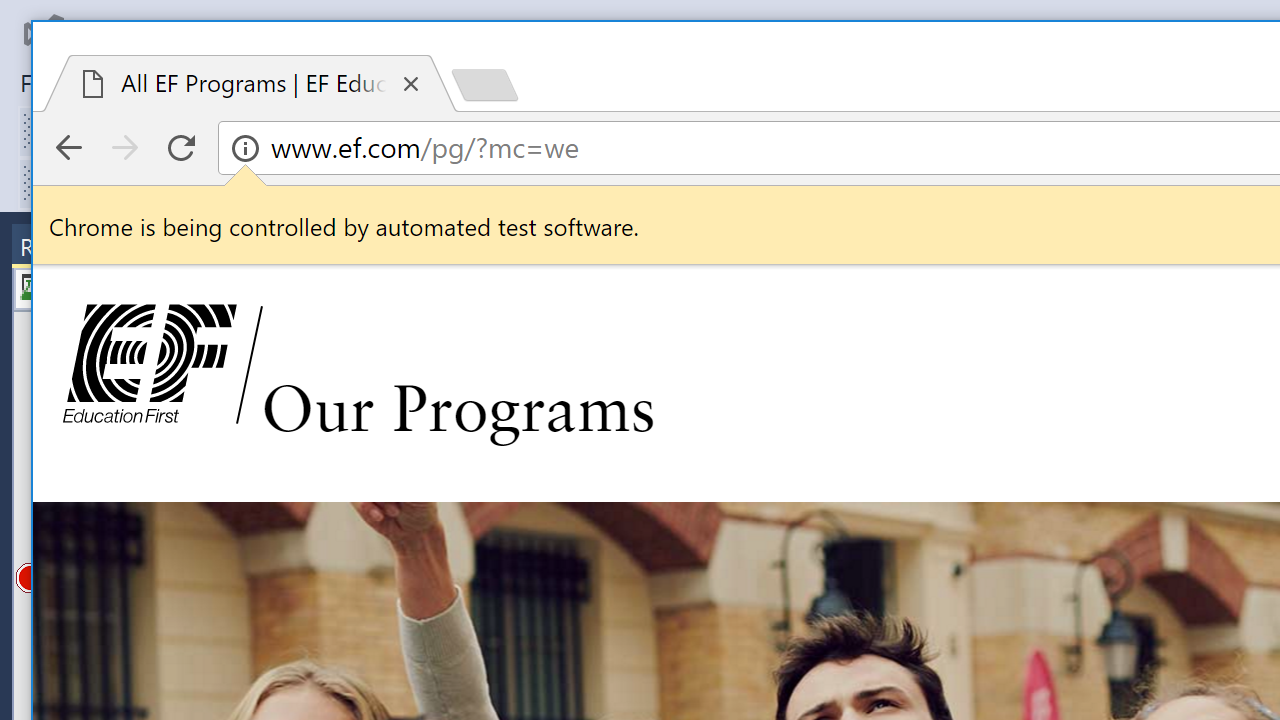 F
All EF Programs | EF Educ
www.ef.com/pg/?mc=we
R
Chrome is being controlled by automated test software.
EF
Education First
Our Programs